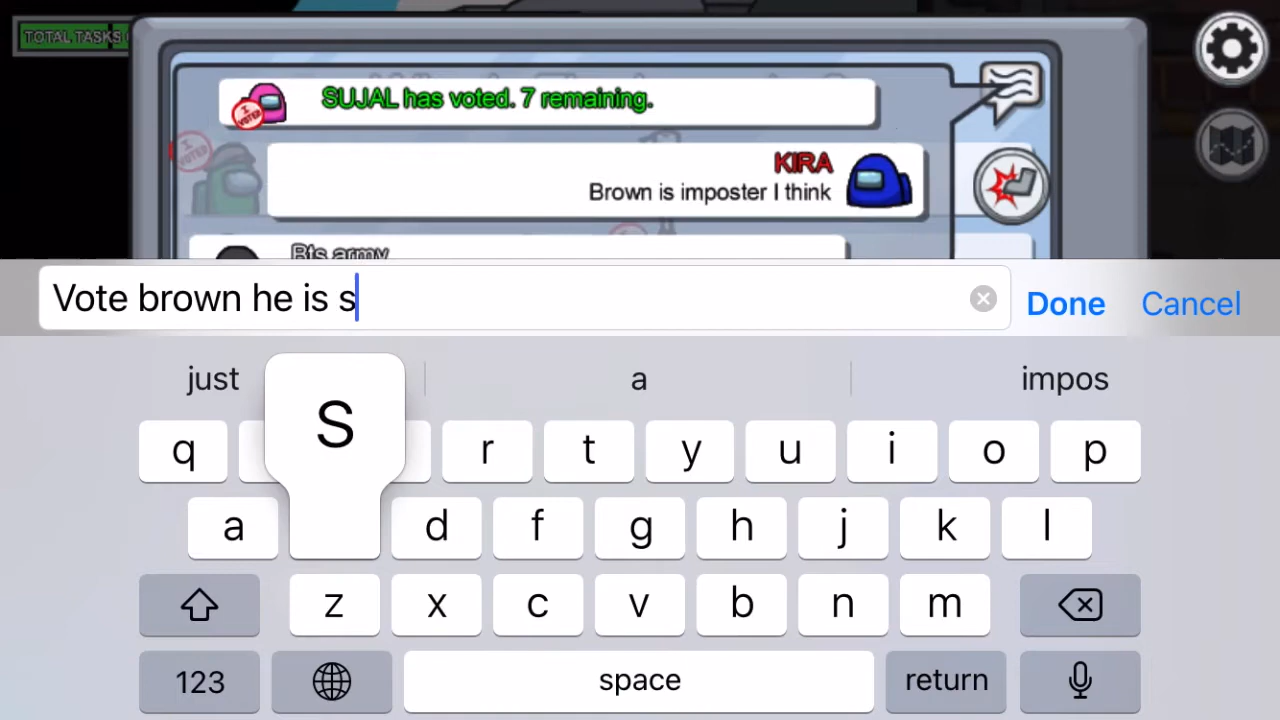 TOTAL TASKS
SUJAL has voted. 7 remaining.
I VOTED
KIRA
Brown is imposter I think
Bts army
Vote brown he is s
Done
Cancel
just
a
impos
S
q
r
t
y
u
i
o
p
a
d
f
g
h
j
k
l
z
x
c
v
b
n
m
123
space
return